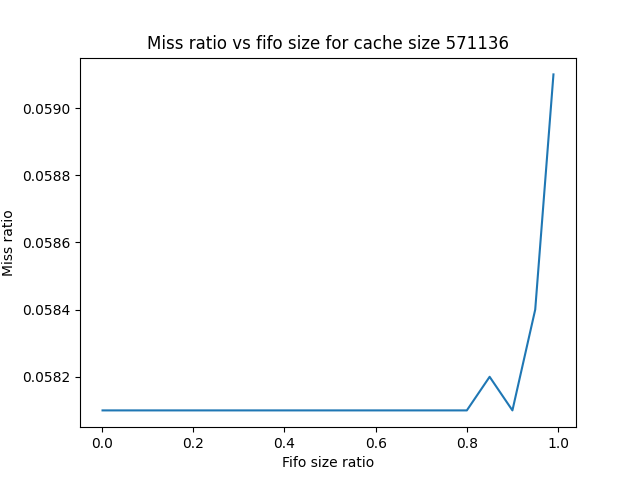 Miss ratio vs fifo size for cache size 571136
Miss ratio
0.0590
0.0588
0.0586
0.0584
0.0582
0.0 0.2 0.4 0.6 0.8 1.0
Fifo size ratio